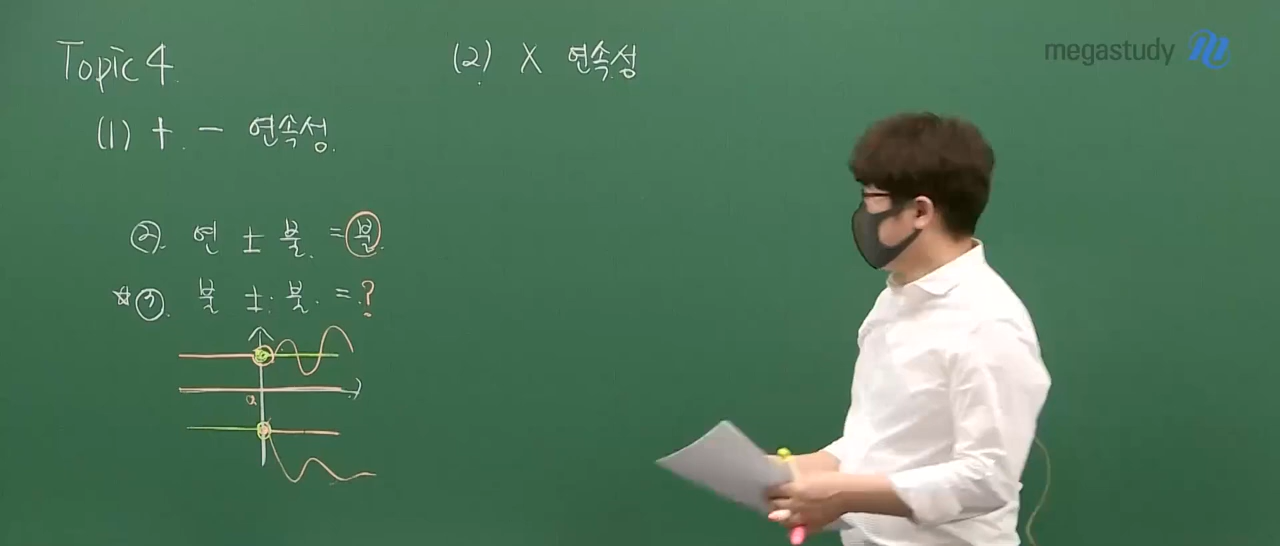 Topic 4.
(1) + - 연속성.
② 연 ± 불. = 불.
☆③ 불 ± 불. = ?
a
(2) X 연속성
megastudy